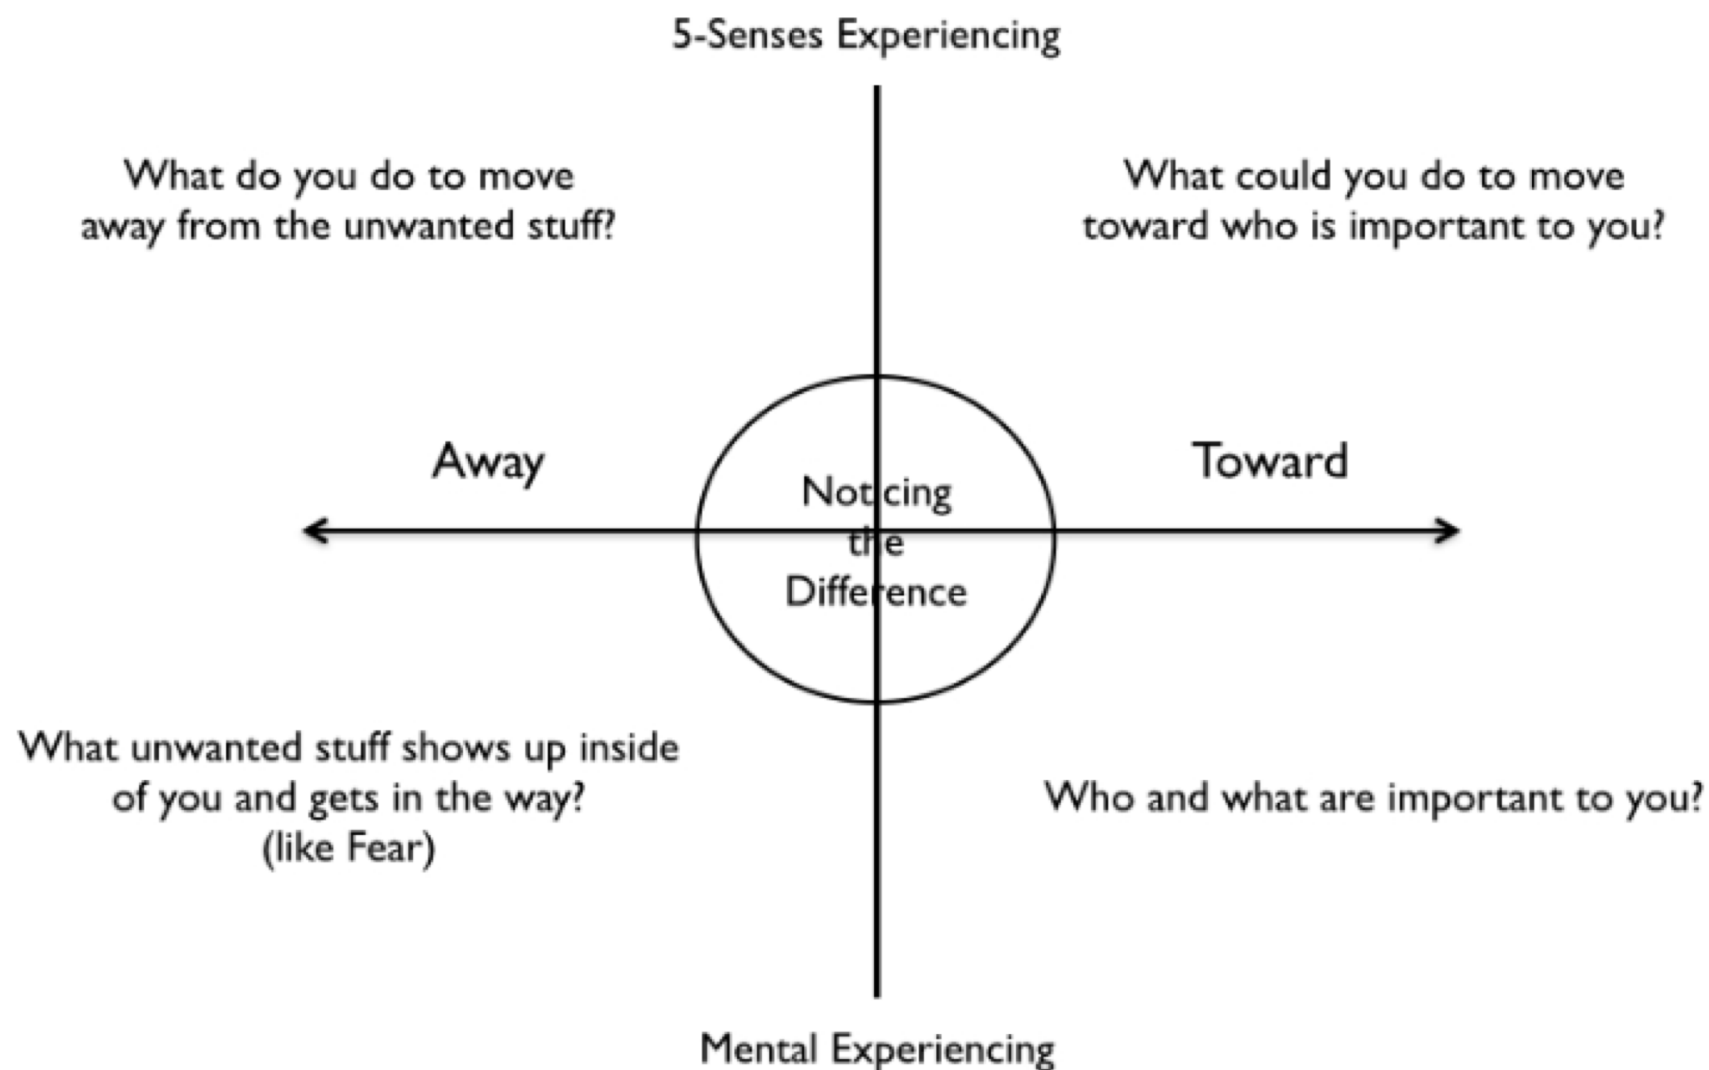 5-Senses Experiencing
What do you do to move
away from the unwanted stuff?
What could you do to move
toward who is important to you?
Away
Toward
Noticing
the
Difference
What unwanted stuff shows up inside
of you and gets in the way?
(like Fear)
Who and what are important to you?
Mental Experiencing